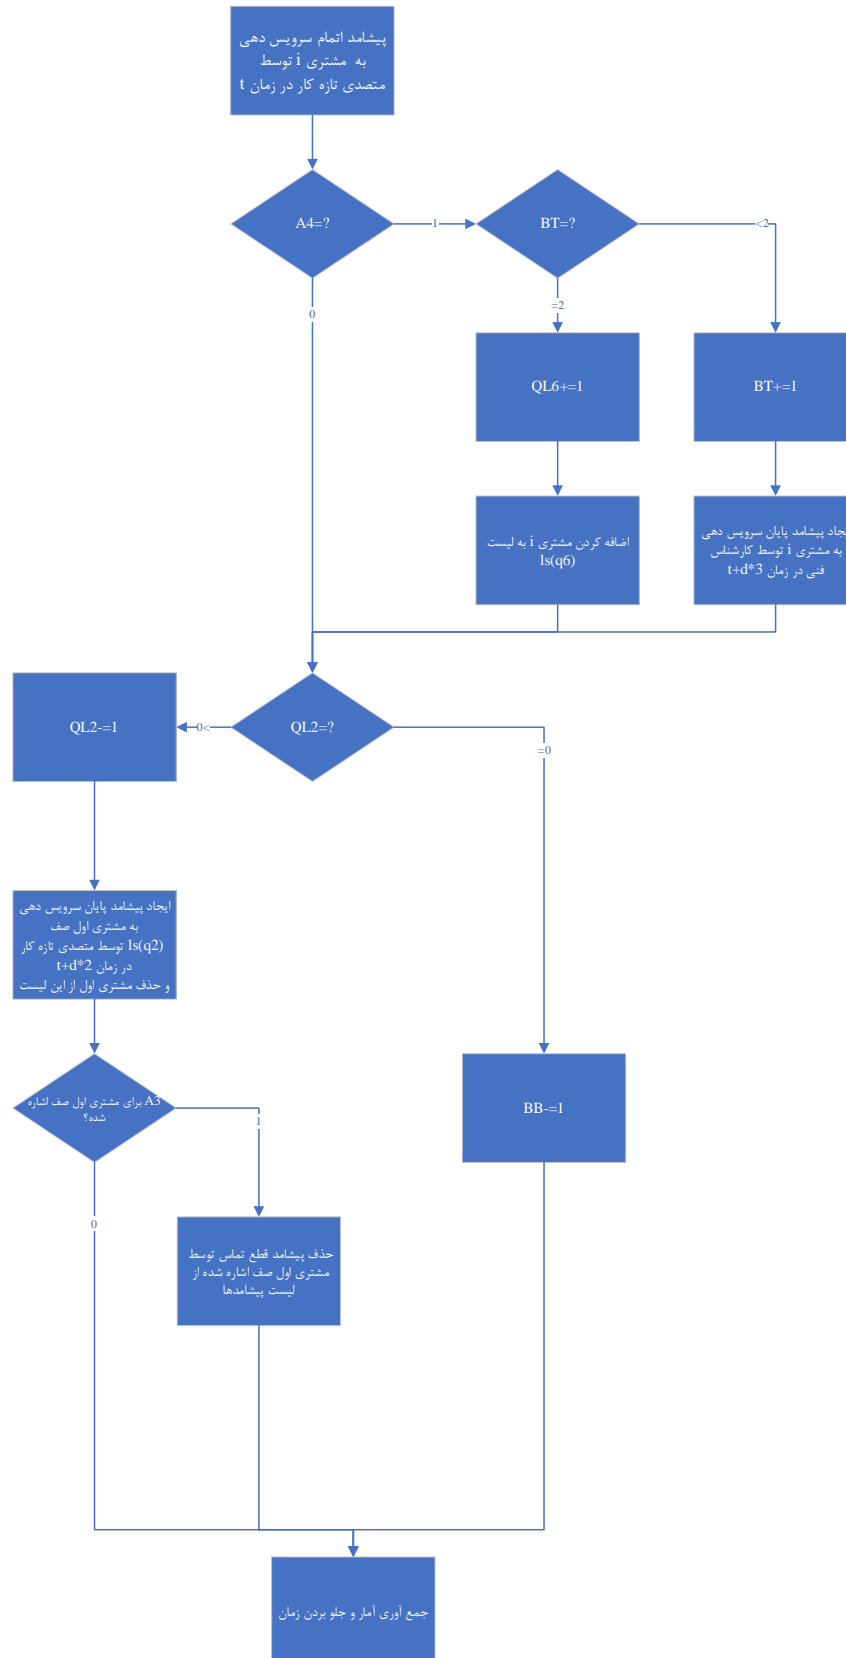 پیشامد اتمام سرویس دهی
به مشتری i توسط
متصدی تازه کار در زمان t
A4=?
1
BT=?
<2
0
=2
QL6+=1
BT+=1
اضافه کردن مشتری i به لیست
ls(q6)
یجاد پیشامد پایان سرویس دهی
به مشتری i توسط کارشناس
فنی در زمان t+d*3
QL2-=1
0<
QL2=?
=0
ایجاد پیشامد پایان سرویس دهی
به مشتری اول صف
ls(q2) توسط متصدی تازه کار
در زمان t+d*2
و حذف مشتری اول از این لیست
A3 برای مشتری اول صف اشاره
شده؟
1
BB-=1
0
حذف پیشامد قطع تماس توسط
مشتری اول صف اشاره شده از
لیست پیشامدها
جمع آوری آمار و جلو بردن زمان